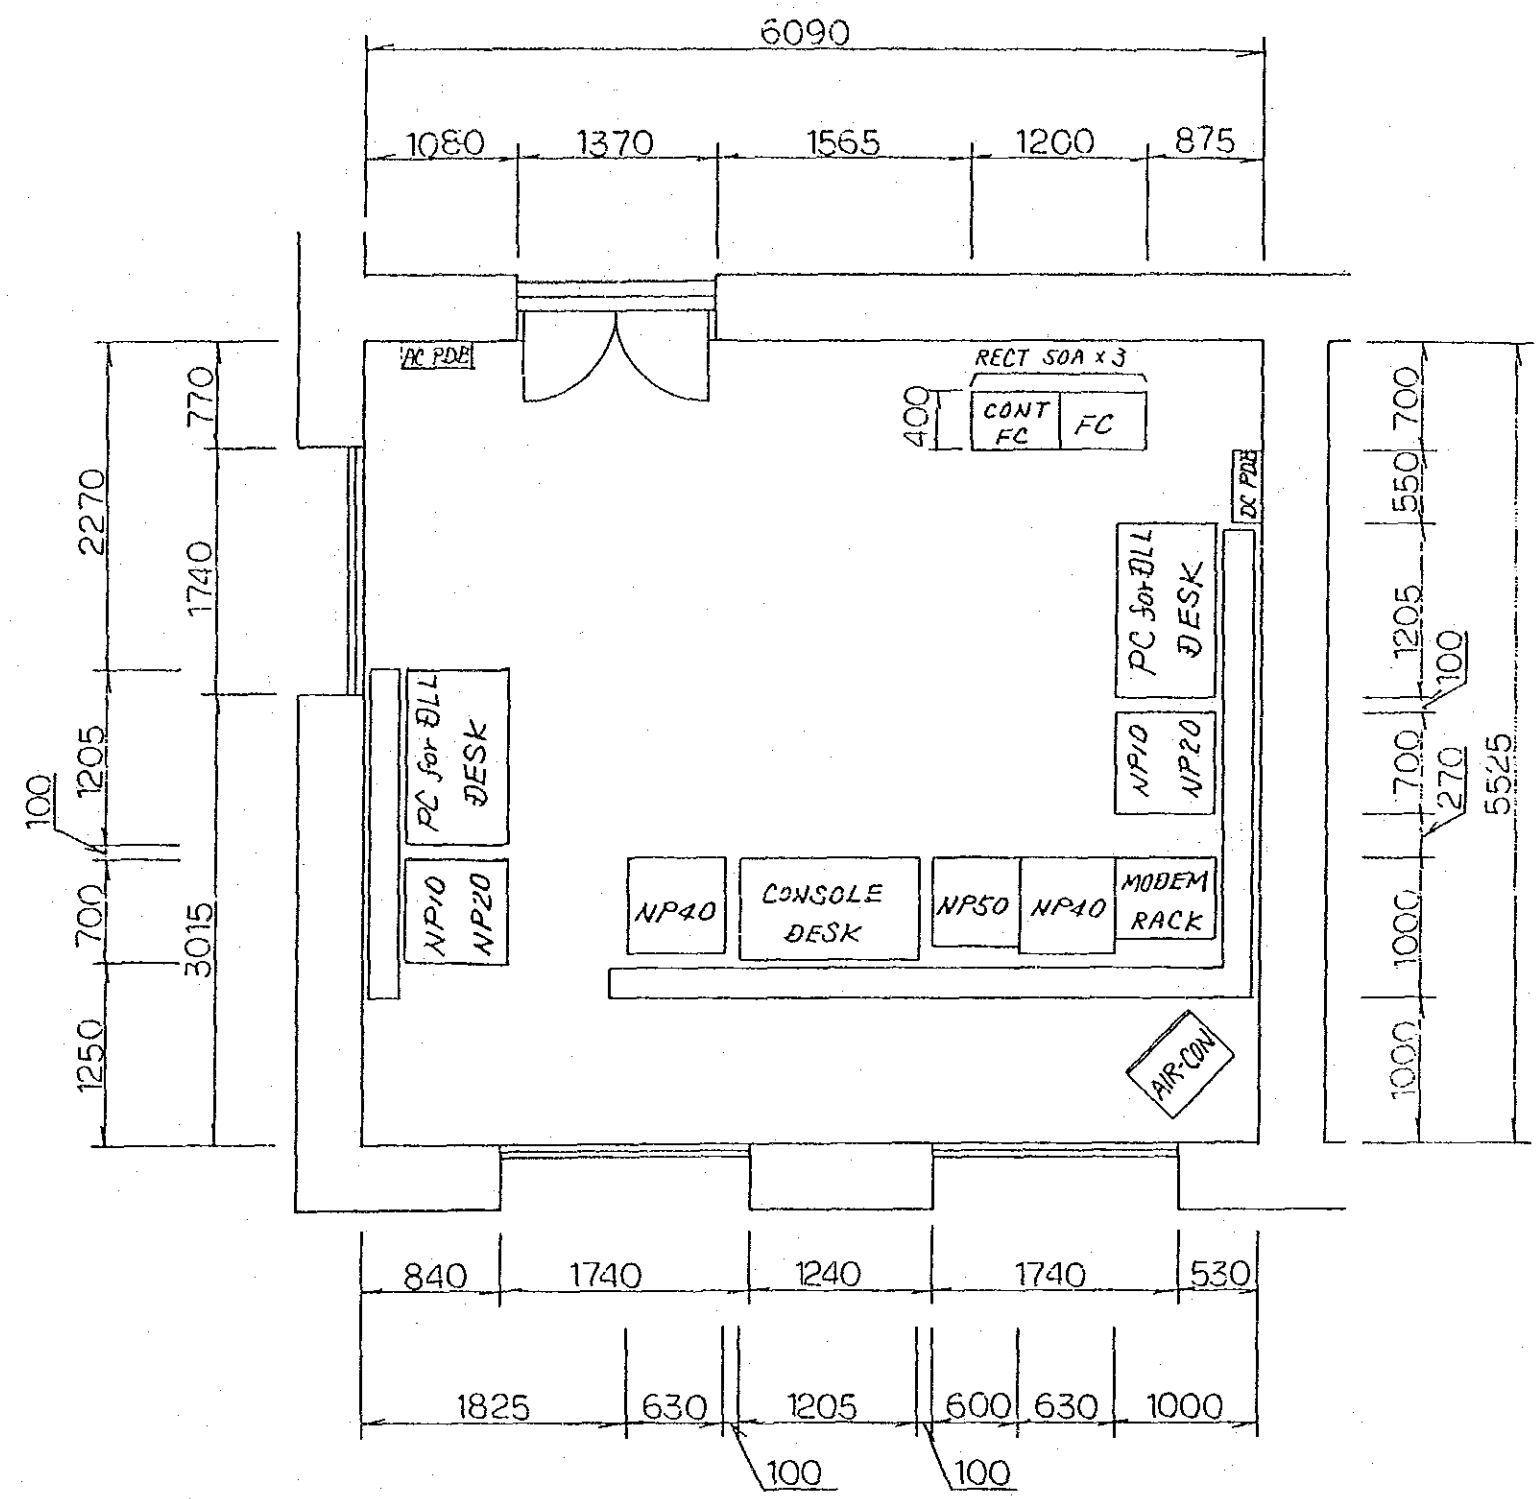 6090
1080 1370 1565 1200 875
AC PDB
RECT 50A x 3
400
CONT
FC
FC
DC PDB
770
2270
1740
1205
100
700
3015
1250
700
550
1205
100
700
270
5525
1000
1000
PC for DLL
DESK
NP10
NP20
PC for DLL
DESK
NP10
NP20
NP40
CONSOLE
DESK
NP50
NP40
MODEM
RACK
AIR-CON
840 1740 1240 1740 530
1825 630 1205 600 630 1000
100 100